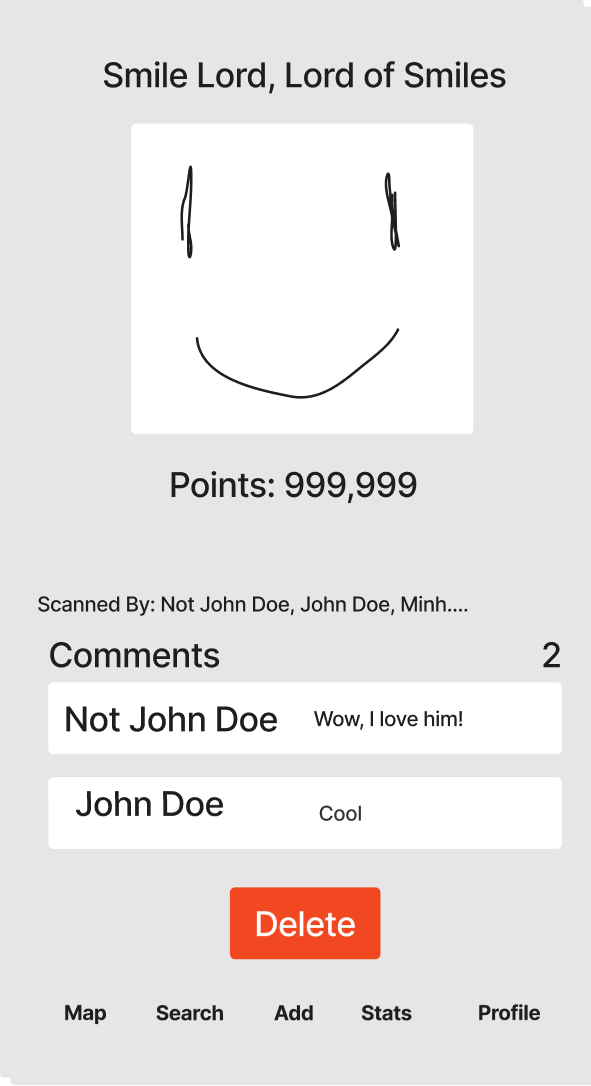 Smile Lord, Lord of Smiles
Points: 999,999
Scanned By: Not John Doe, John Doe, Minh....
Comments 2
Not John Doe Wow, I love him!
John Doe Cool
Delete
Map Search Add Stats Profile